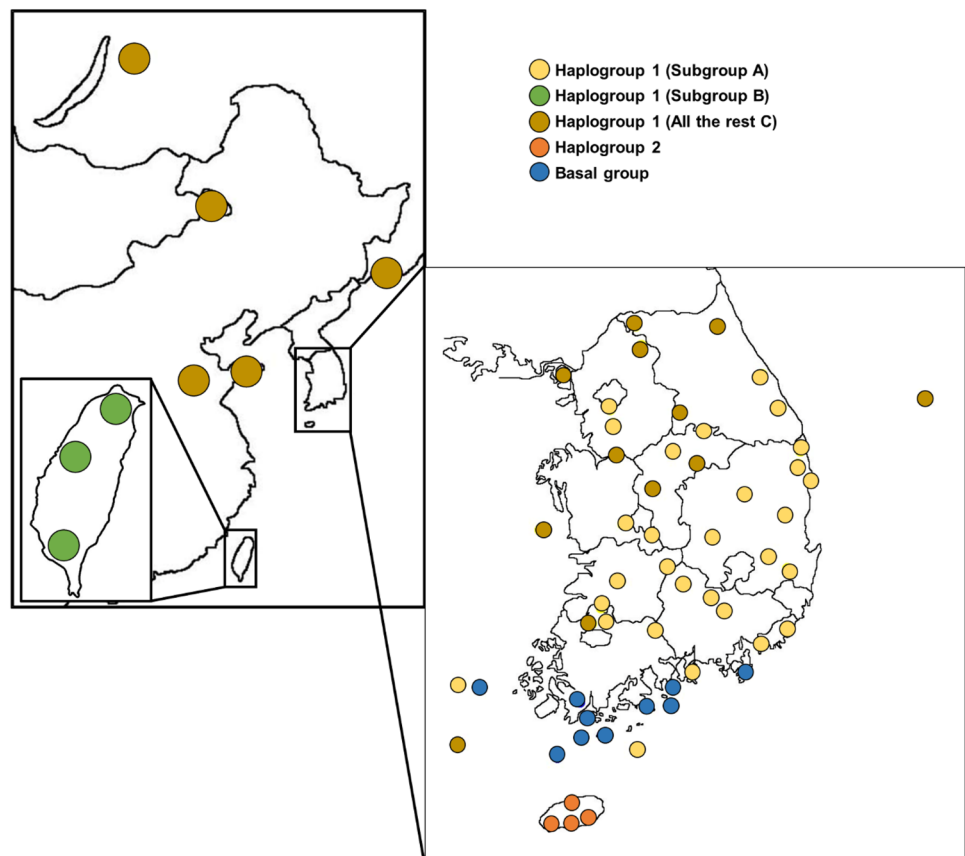 Haplogroup 1 (Subgroup A)
Haplogroup 1 (Subgroup B)
Haplogroup 1 (All the rest C)
Haplogroup 2
Basal group